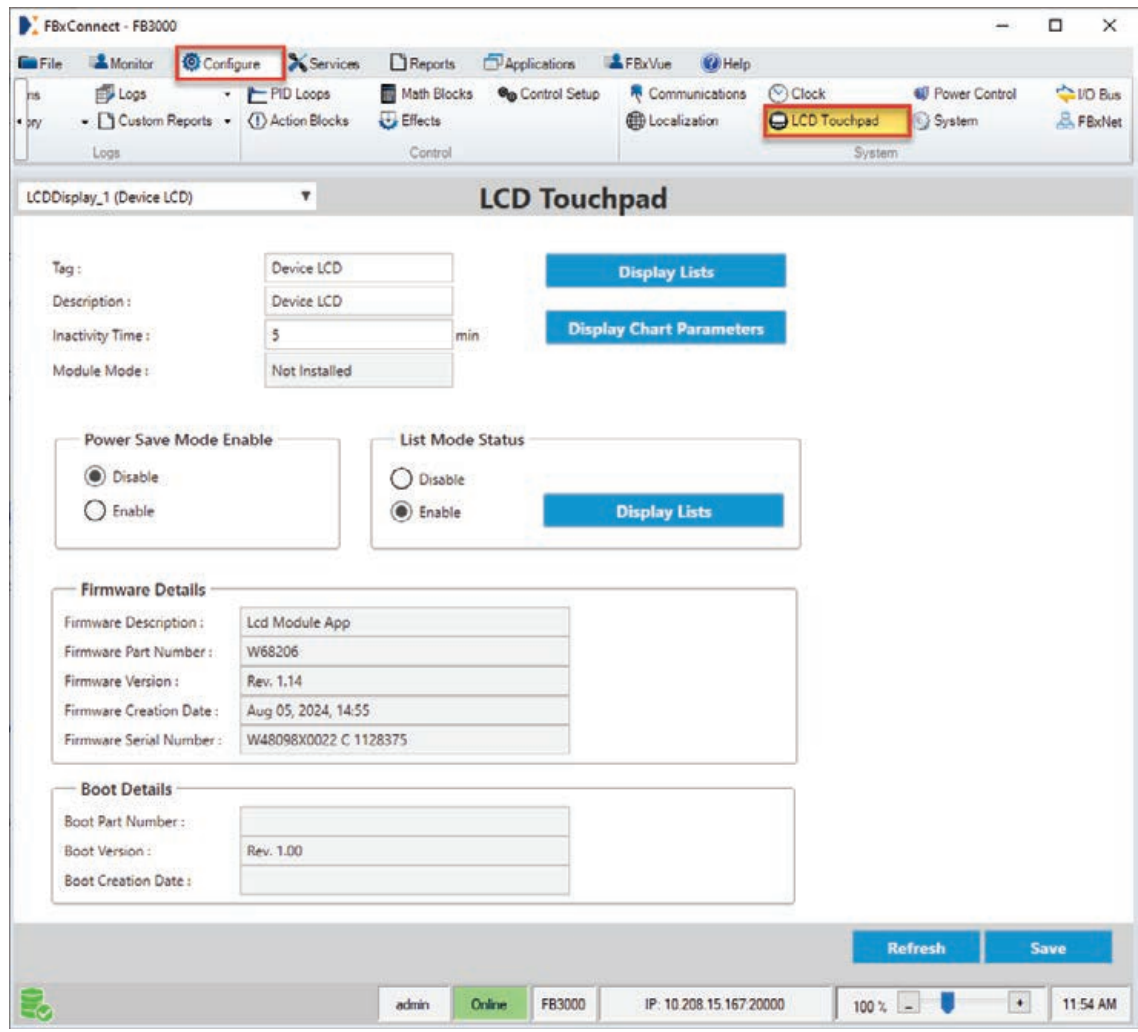 FBxConnect - FB3000
File Monitor Configure Services Reports Applications FBxVue Help
ns Logs PID Loops Math Blocks Control Setup Communications Clock Power Control I/O Bus
ory Custom Reports Action Blocks Effects Localization LCD Touchpad System FBxNet
Logs Control System
LCDDisplay_1 (Device LCD) LCD Touchpad
Tag : Device LCD Display Lists
Description : Device LCD
Inactivity Time : 5 min Display Chart Parameters
Module Mode : Not Installed
Power Save Mode Enable List Mode Status
Disable Disable
Enable Enable Display Lists
Firmware Details
Firmware Description : Lcd Module App
Firmware Part Number : W68206
Firmware Version : Rev. 1.14
Firmware Creation Date : Aug 05, 2024, 14:55
Firmware Serial Number : W48098X0022 C 1128375
Boot Details
Boot Part Number :
Boot Version : Rev. 1.00
Boot Creation Date :
Refresh Save
admin Online FB3000 IP: 10.208.15.167:20000 100 % - + 11:54 AM